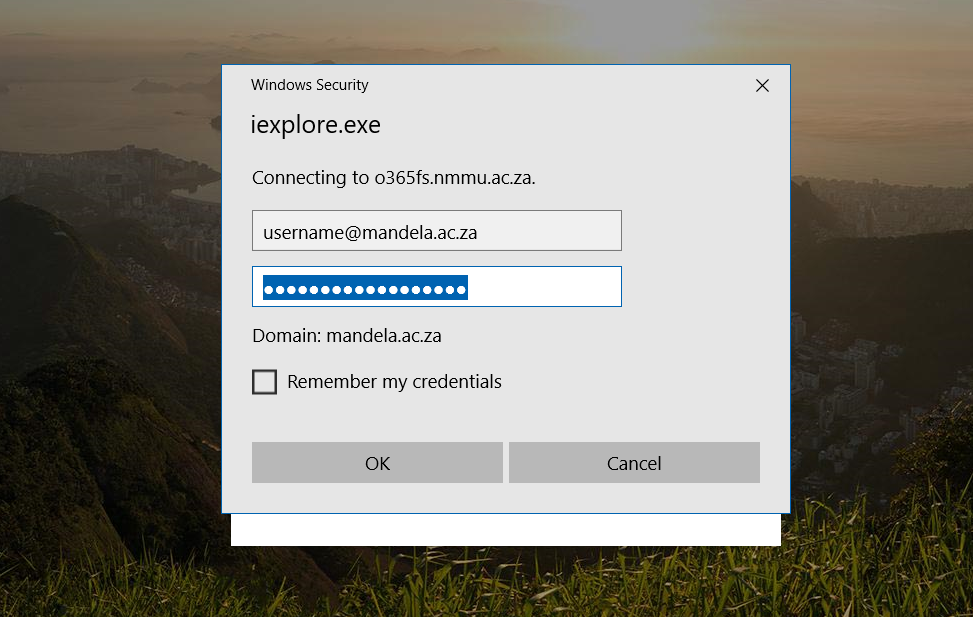 Windows Security
iexplore.exe
Connecting to o365fs.nmmu.ac.za.
username@mandela.ac.za
●●●●●●●●●●●●●●●●●●
Domain: mandela.ac.za
Remember my credentials
OK
Cancel